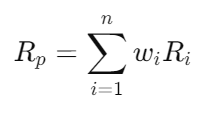 $R_p = \sum_{i=1}^{n} w_i R_i$